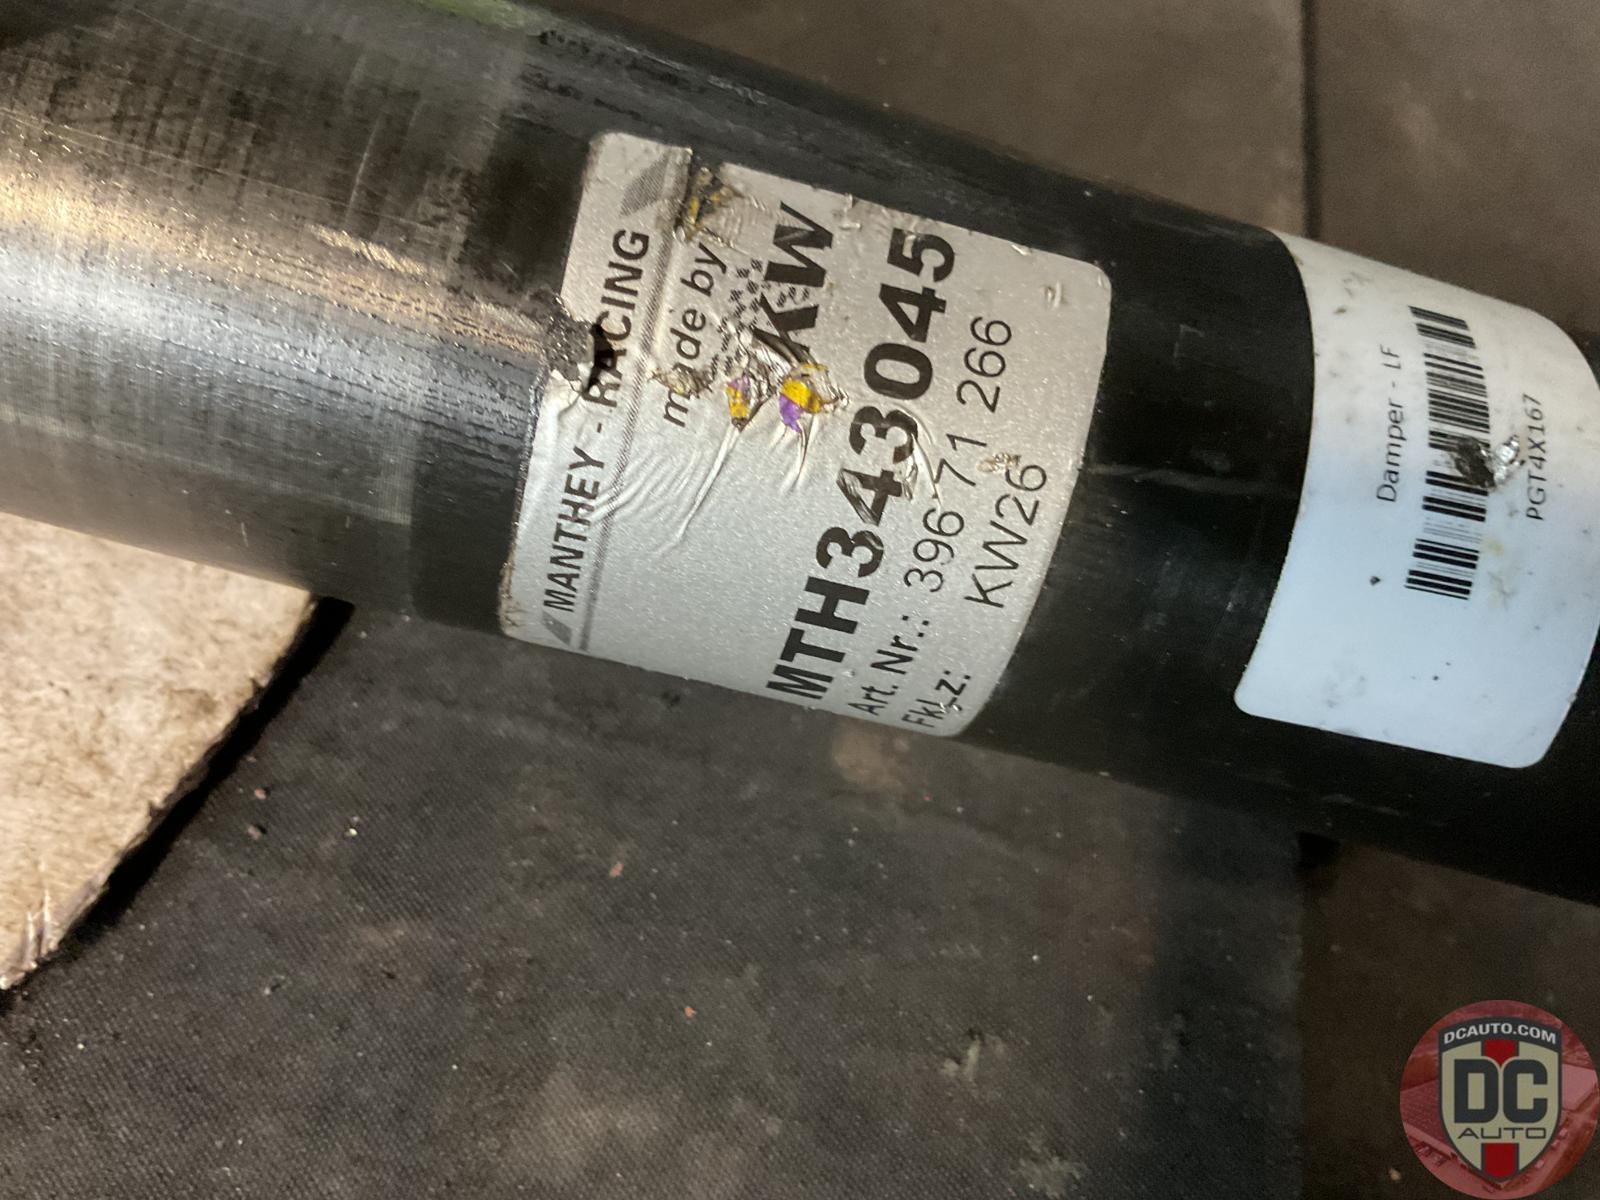 MANTHEY - RACING
made by
KW
MTH343045
Art. Nr.: 396 71 266
Fkt.z: KW26
Damper - LF
PGT4X167
DCAUTO.COM
DC
AUTO